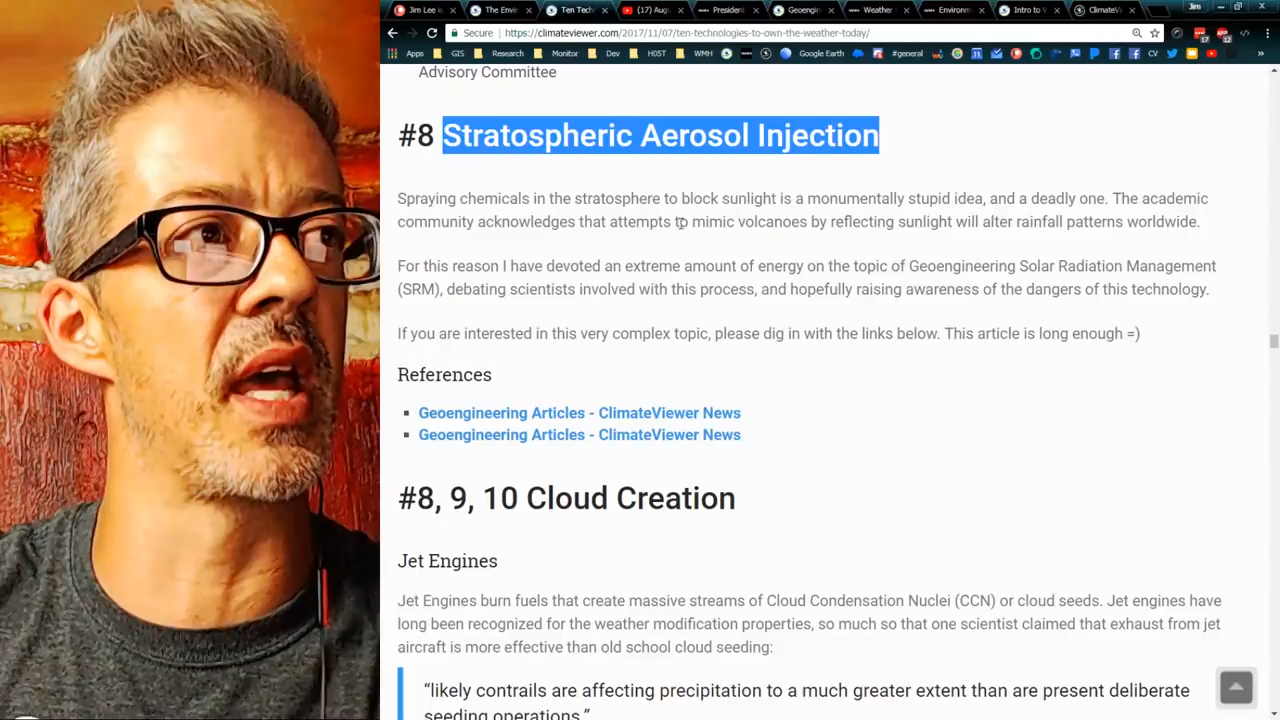 Jim Lee is
The Envir
Ten Tech
(17) Aug
President
Geoengin
Weather
Environm
Intro to W
ClimateVi
Jim
Secure https://climateviewer.com/2017/11/07/ten-technologies-to-own-the-weather-today/
Apps GIS Research Monitor Dev H05T WMH Google Earth #general CV
Advisory Committee
#8 Stratospheric Aerosol Injection
Spraying chemicals in the stratosphere to block sunlight is a monumentally stupid idea, and a deadly one. The academic
community acknowledges that attempts to mimic volcanoes by reflecting sunlight will alter rainfall patterns worldwide.
For this reason I have devoted an extreme amount of energy on the topic of Geoengineering Solar Radiation Management
(SRM), debating scientists involved with this process, and hopefully raising awareness of the dangers of this technology.
If you are interested in this very complex topic, please dig in with the links below. This article is long enough =)
References
Geoengineering Articles - ClimateViewer News
Geoengineering Articles - ClimateViewer News
#8, 9, 10 Cloud Creation
Jet Engines
Jet Engines burn fuels that create massive streams of Cloud Condensation Nuclei (CCN) or cloud seeds. Jet engines have
long been recognized for the weather modification properties, so much so that one scientist claimed that exhaust from jet
aircraft is more effective than old school cloud seeding:
“likely contrails are affecting precipitation to a much greater extent than are present deliberate
seeding operations.”